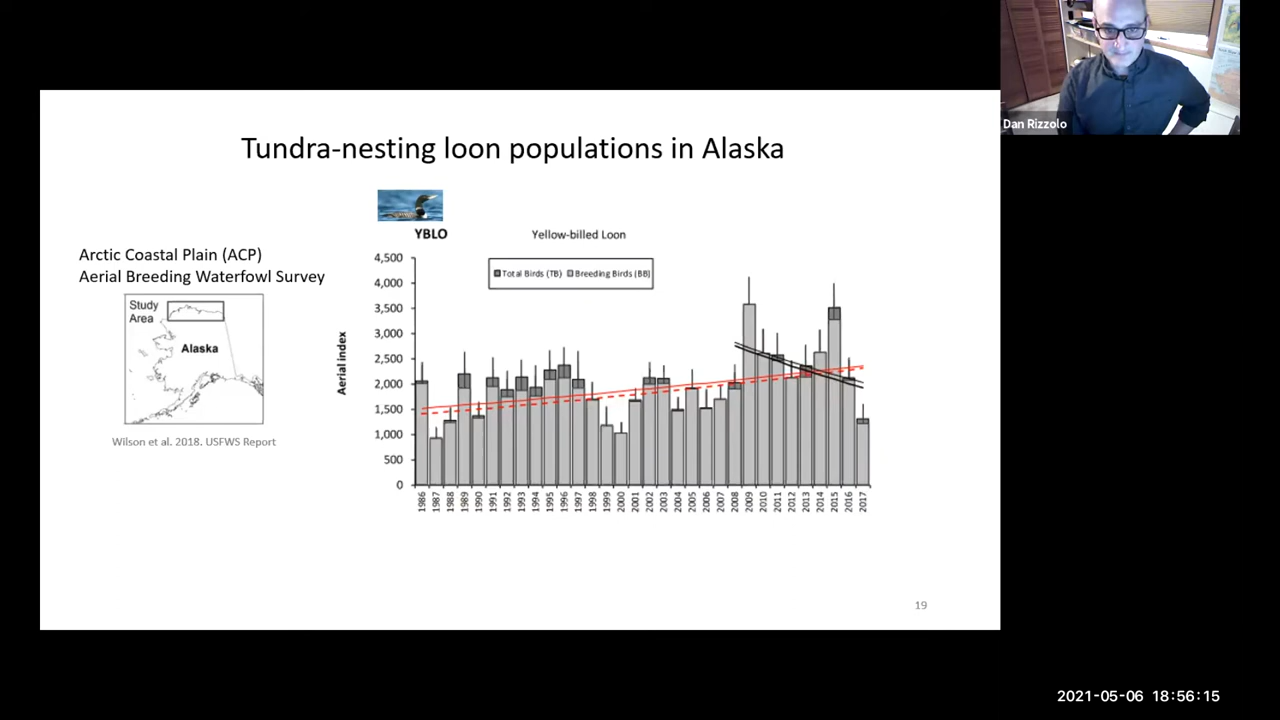 Dan Rizzolo
Tundra-nesting loon populations in Alaska
YBLO
Yellow-billed Loon
Arctic Coastal Plain (ACP)
Aerial Breeding Waterfowl Survey
Study
Area
Alaska
Wilson et al. 2018. USFWS Report
Total Birds (TB) Breeding Birds (BB)
Aerial index
4,500
4,000
3,500
3,000
2,500
2,000
1,500
1,000
500
0
1986 1987 1988 1989 1990 1991 1992 1993 1994 1995 1996 1997 1998 1999 2000 2001 2002 2003 2004 2005 2006 2007 2008 2009 2010 2011 2012 2013 2014 2015 2016 2017
19
2021-05-06 18:56:15